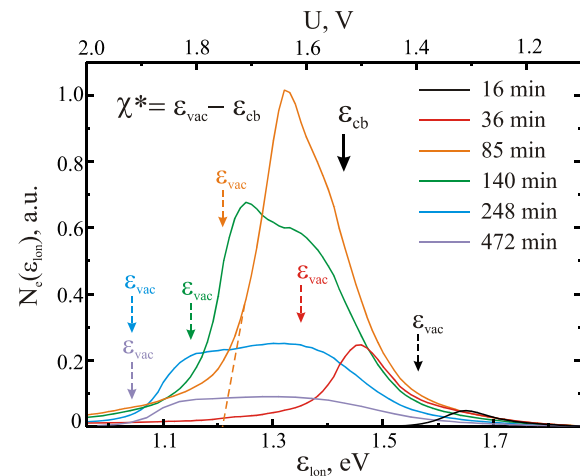 U, V
2.0 1.8 1.6 1.4 1.2
χ*= ε_vac − ε_cb
ε_cb
16 min
36 min
85 min
140 min
248 min
472 min
ε_vac
ε_vac
ε_vac
ε_vac
ε_vac
ε_vac
N_e(ε_lon), a.u.
1.0
0.8
0.6
0.4
0.2
0
1.1 1.3 1.5 1.7
ε_lon, eV